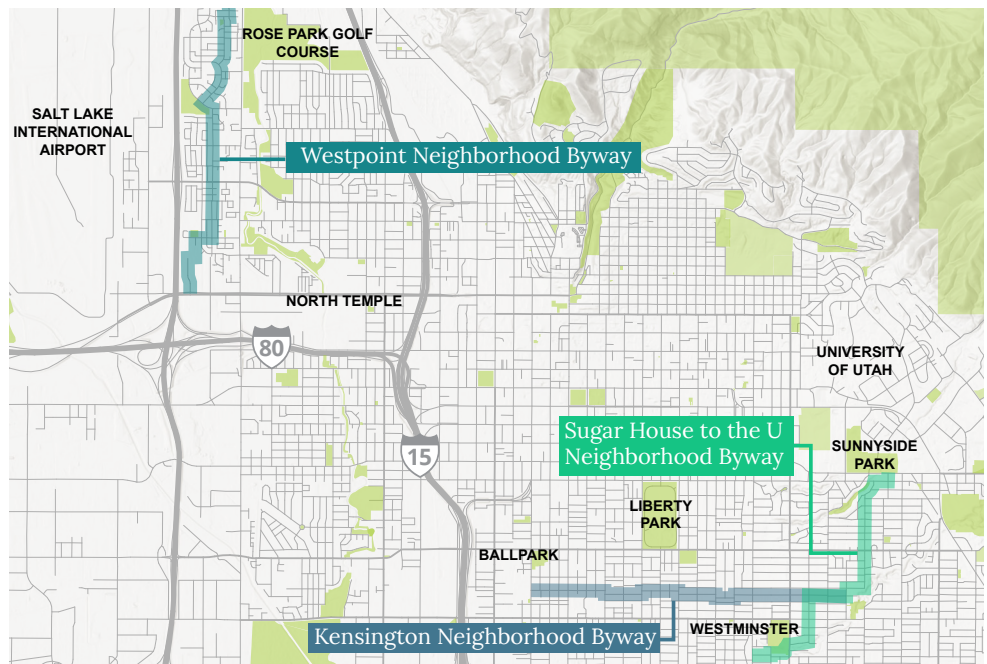 ROSE PARK GOLF
COURSE
SALT LAKE
INTERNATIONAL
AIRPORT
Westpoint Neighborhood Byway
NORTH TEMPLE
80
UNIVERSITY
OF UTAH
Sugar House to the U
Neighborhood Byway
15
SUNNYSIDE
PARK
LIBERTY
PARK
BALLPARK
Kensington Neighborhood Byway
WESTMINSTER